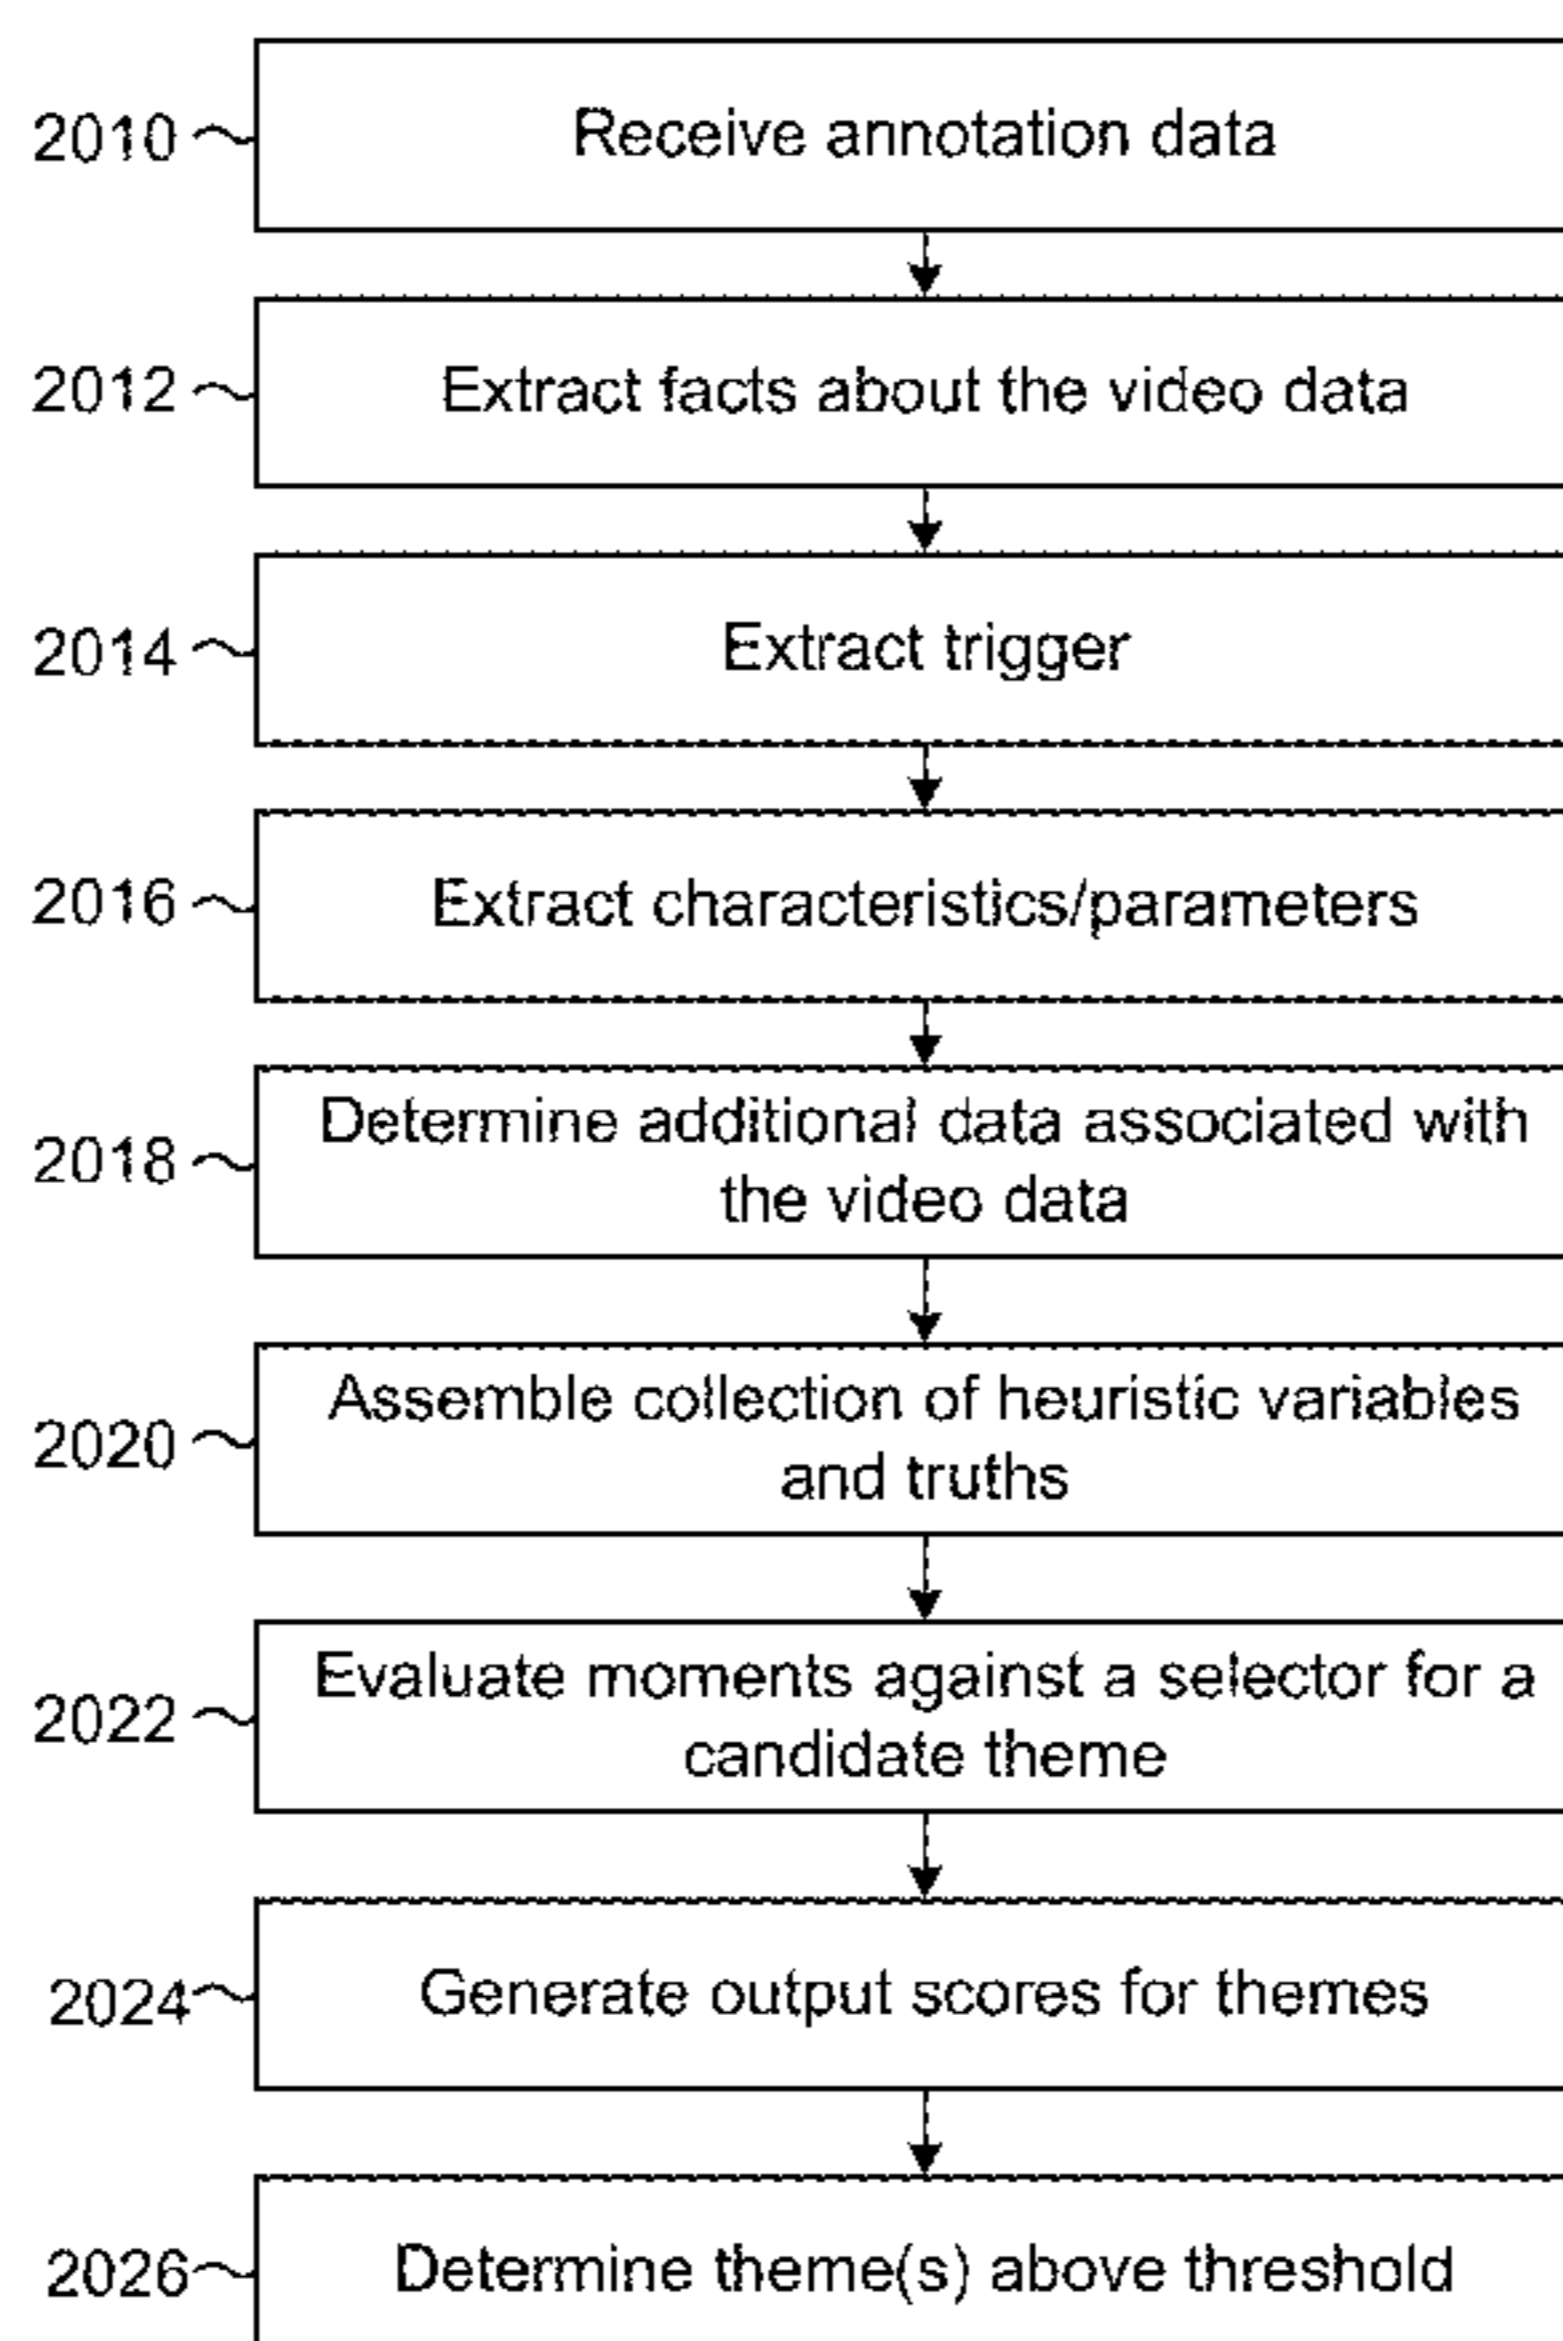 2010
Receive annotation data
2012
Extract facts about the video data
2014
Extract trigger
2016
Extract characteristics/parameters
2018
Determine additional data associated with
the video data
2020
Assemble collection of heuristic variables
and truths
2022
Evaluate moments against a selector for a
candidate theme
2024
Generate output scores for themes
2026
Determine theme(s) above threshold